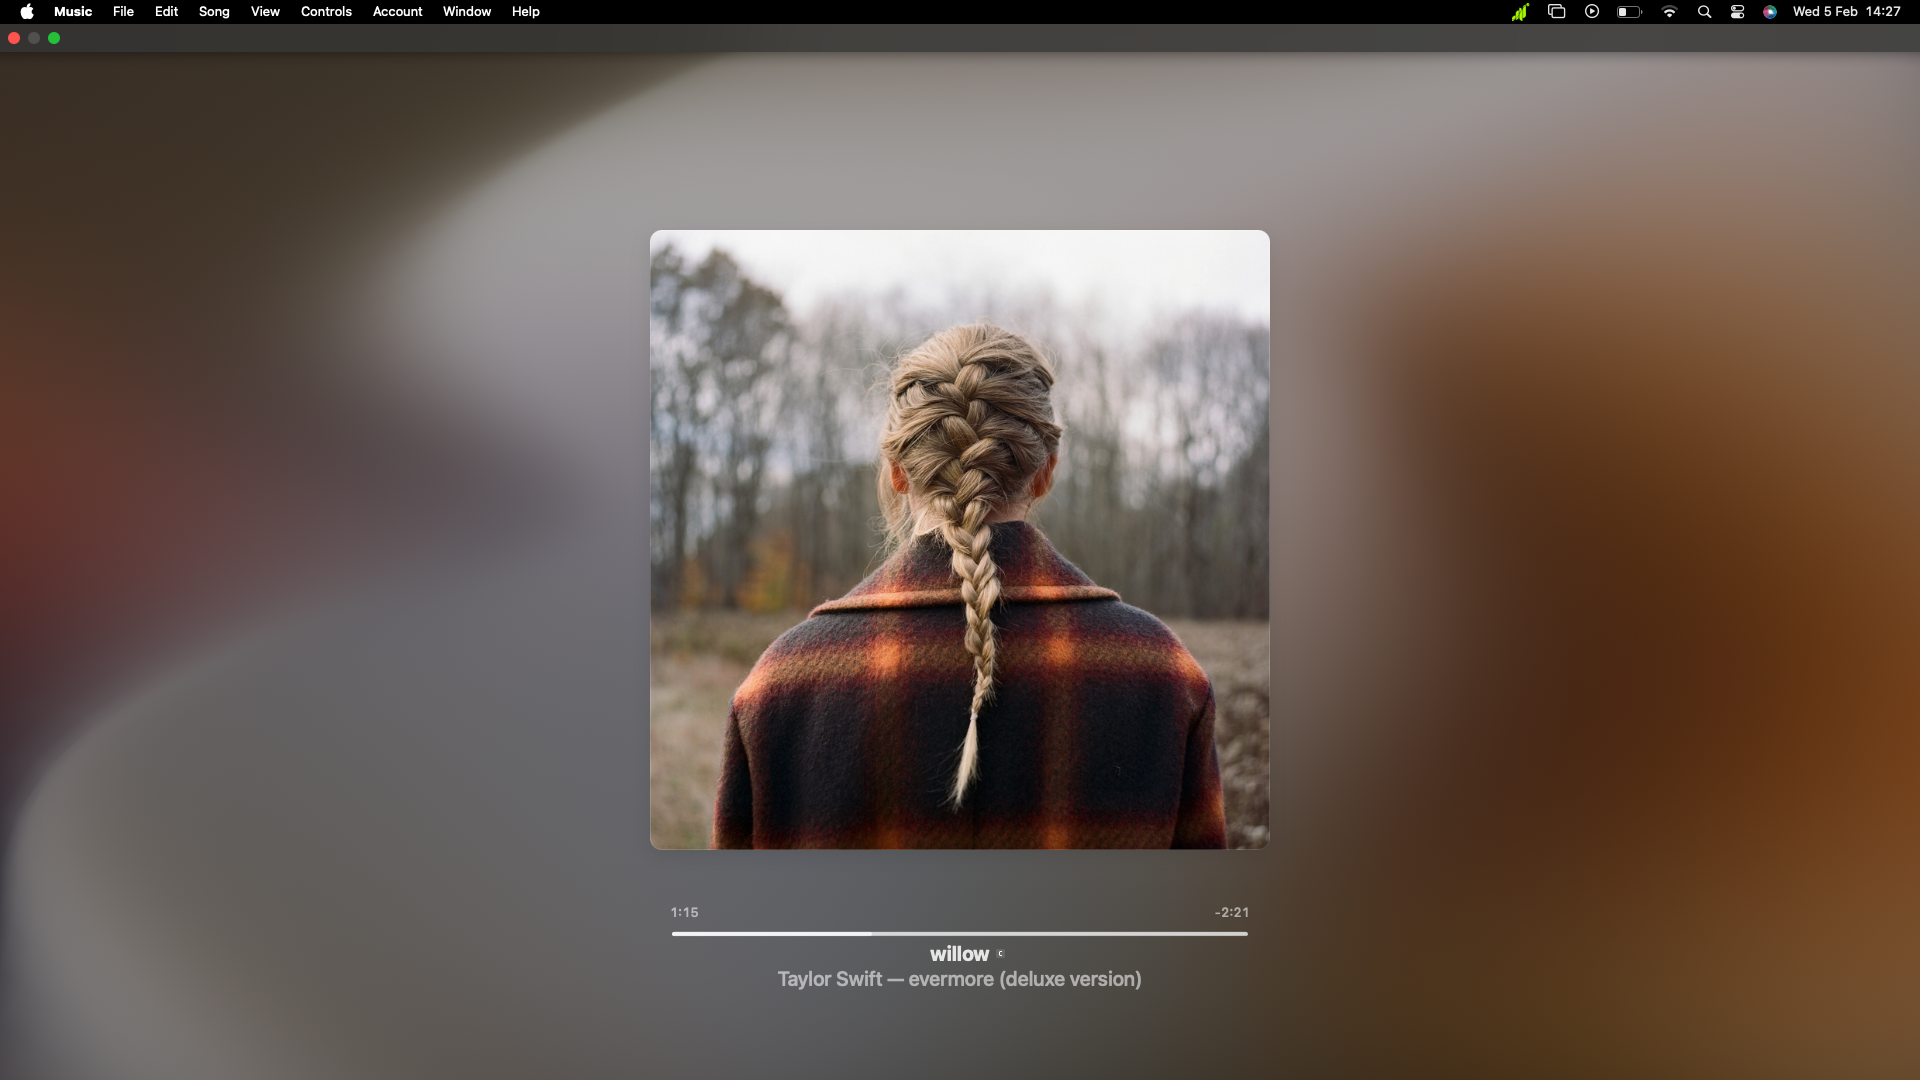 Music File Edit Song View Controls Account Window Help Wed 5 Feb 14:27
1:15 -2:21
willow C
Taylor Swift — evermore (deluxe version)